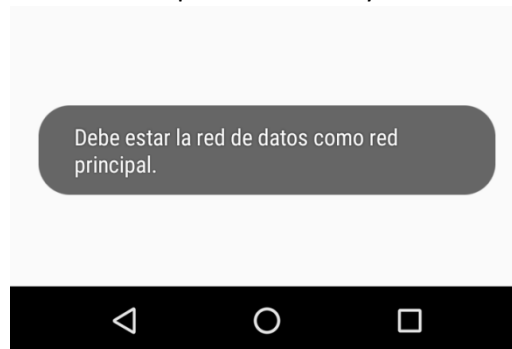 Debe estar la red de datos como red
principal.